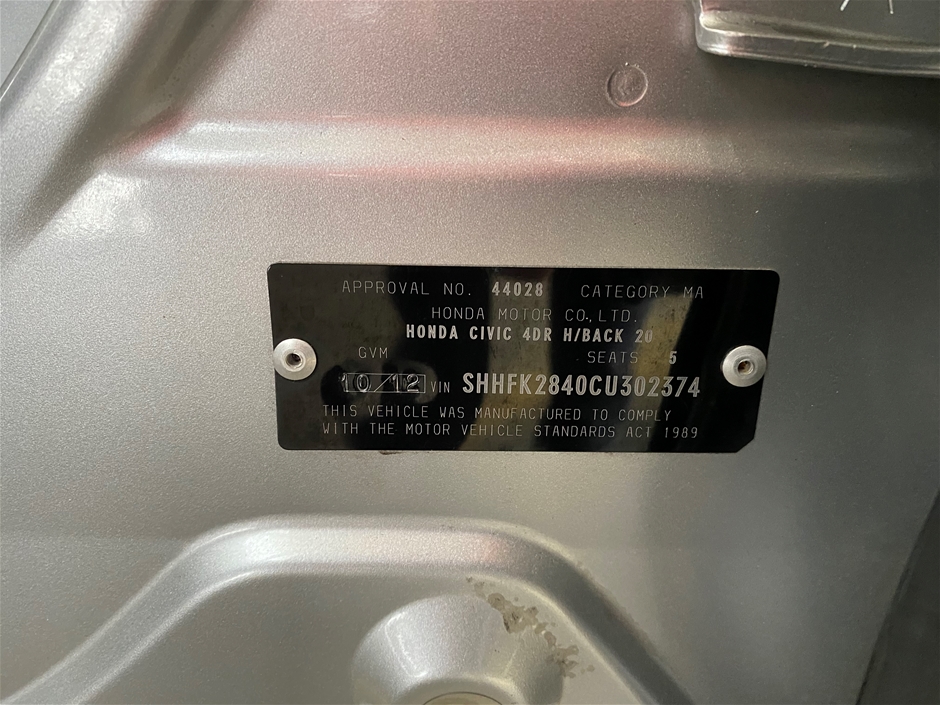 APPROVAL NO. 44028 CATEGORY MA
HONDA MOTOR CO., LTD.
HONDA CIVIC 4DR H/BACK 20
GVM SEATS 5
10/12 VIN SHHFK2840CU302374
THIS VEHICLE WAS MANUFACTURED TO COMPLY
WITH THE MOTOR VEHICLE STANDARDS ACT 1989